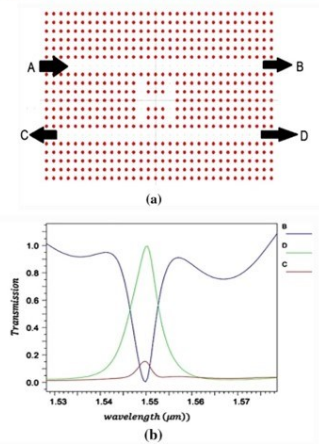 A
B
C
D
(a)
B
D
C
Transmission
1.0
0.8
0.6
0.4
0.2
0.0
1.53
1.54
1.55
1.56
1.57
wavelength (μm))
(b)